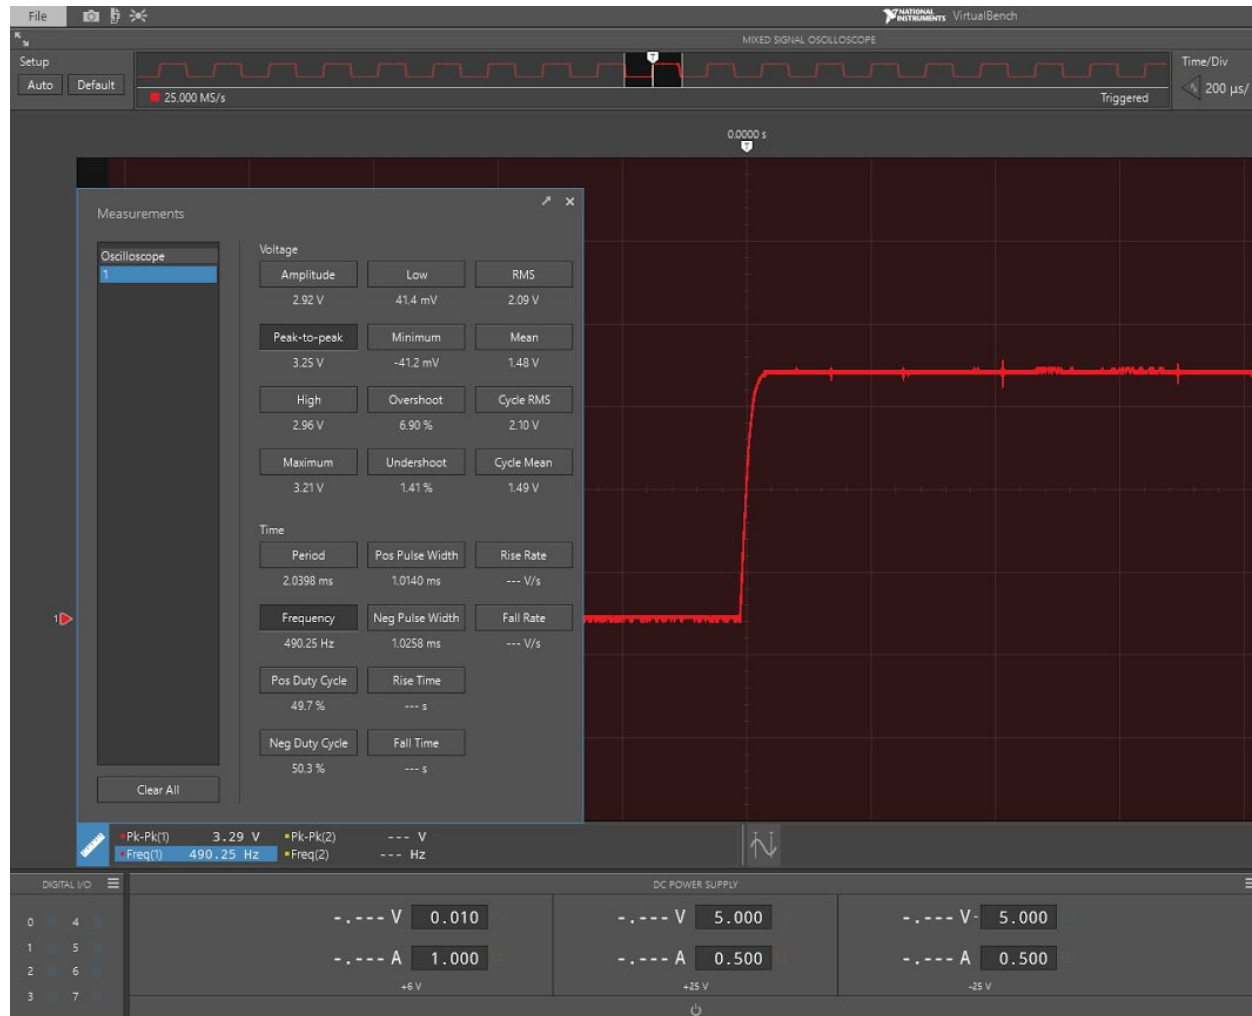 File
NATIONAL INSTRUMENTS VirtualBench
MIXED SIGNAL OSCILLOSCOPE
Setup
Auto Default
25.000 MS/s
Triggered
Time/Div
200 µs/
T
0.0000 s
T
Measurements
Oscilloscope
1
Clear All
Voltage
Amplitude Low RMS
2.92 V 41.4 mV 2.09 V
Peak-to-peak Minimum Mean
3.25 V -41.2 mV 1.48 V
High Overshoot Cycle RMS
2.96 V 6.90 % 2.10 V
Maximum Undershoot Cycle Mean
3.21 V 1.41 % 1.49 V
Time
Period Pos Pulse Width Rise Rate
2.0398 ms 1.0140 ms --- V/s
Frequency Neg Pulse Width Fall Rate
490.25 Hz 1.0258 ms --- V/s
Pos Duty Cycle Rise Time
49.7 % --- s
Neg Duty Cycle Fall Time
50.3 % --- s
1
Pk-Pk(1) 3.29 V Pk-Pk(2) --- V
Freq(1) 490.25 Hz Freq(2) --- Hz
DIGITAL I/O
0 4
1 5
2 6
3 7
DC POWER SUPPLY
-.--- V 0.010 -.--- V 5.000 -.--- V- 5.000
-.--- A 1.000 -.--- A 0.500 -.--- A 0.500
+6 V +25 V -25 V